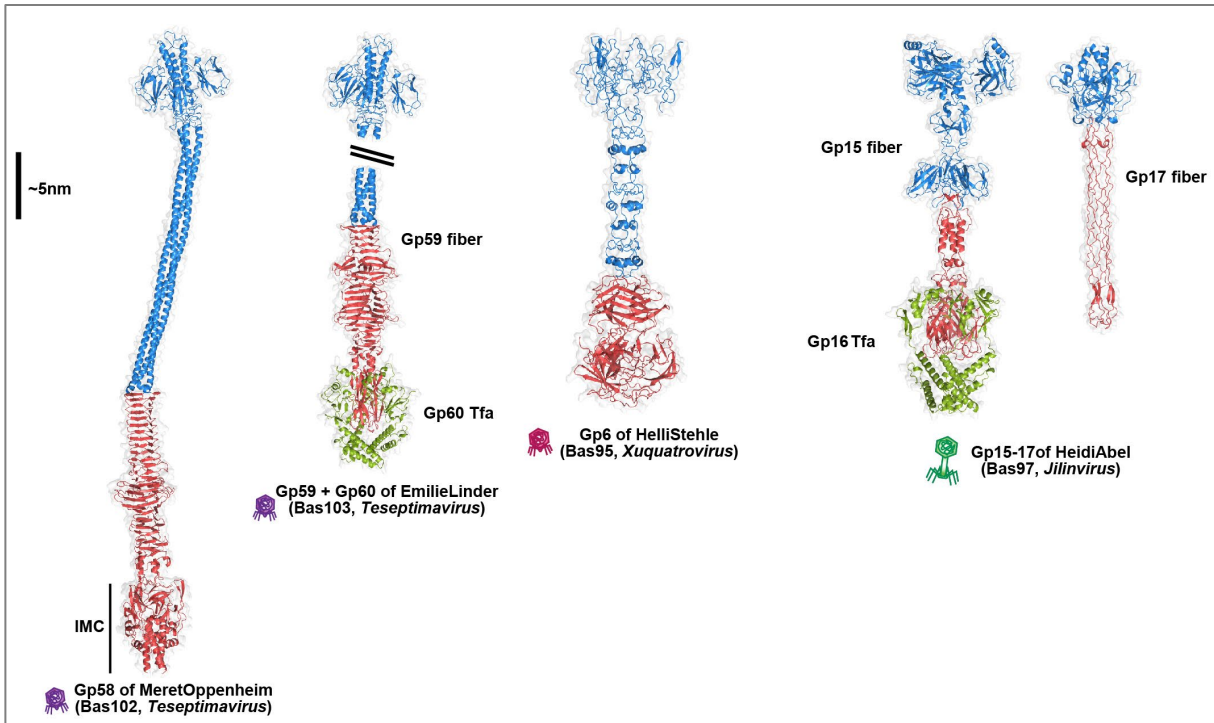 ~5nm
IMC
Gp58 of MeretOppenheim
(Bas102, Teseptimavirus)
Gp59 fiber
Gp60 Tfa
Gp59 + Gp60 of EmilieLinder
(Bas103, Teseptimavirus)
Gp6 of HelliStehle
(Bas95, Xuquatrovirus)
Gp15 fiber
Gp16 Tfa
Gp17 fiber
Gp15-17of HeidiAbel
(Bas97, Jilinvirus)